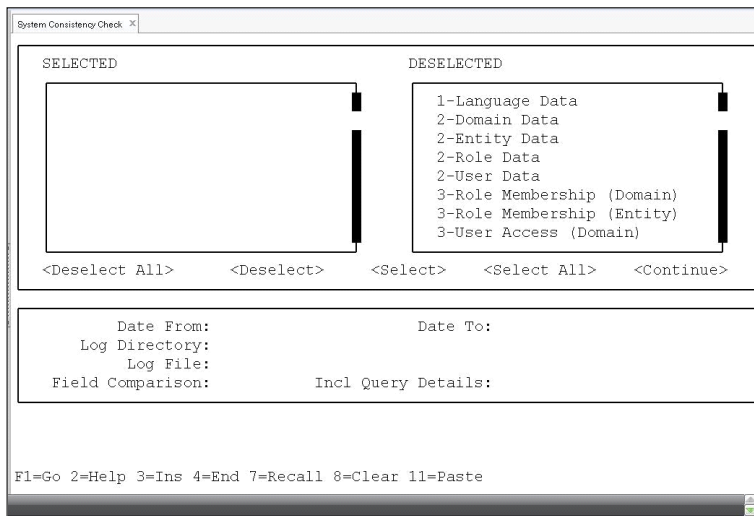 System Consistency Check
SELECTED DESELECTED
1-Language Data
2-Domain Data
2-Entity Data
2-Role Data
2-User Data
3-Role Membership (Domain)
3-Role Membership (Entity)
3-User Access (Domain)
<Deselect All> <Deselect> <Select> <Select All> <Continue>
Date From: Date To:
Log Directory:
Log File:
Field Comparison: Incl Query Details:
F1=Go 2=Help 3=Ins 4=End 7=Recall 8=Clear 11=Paste